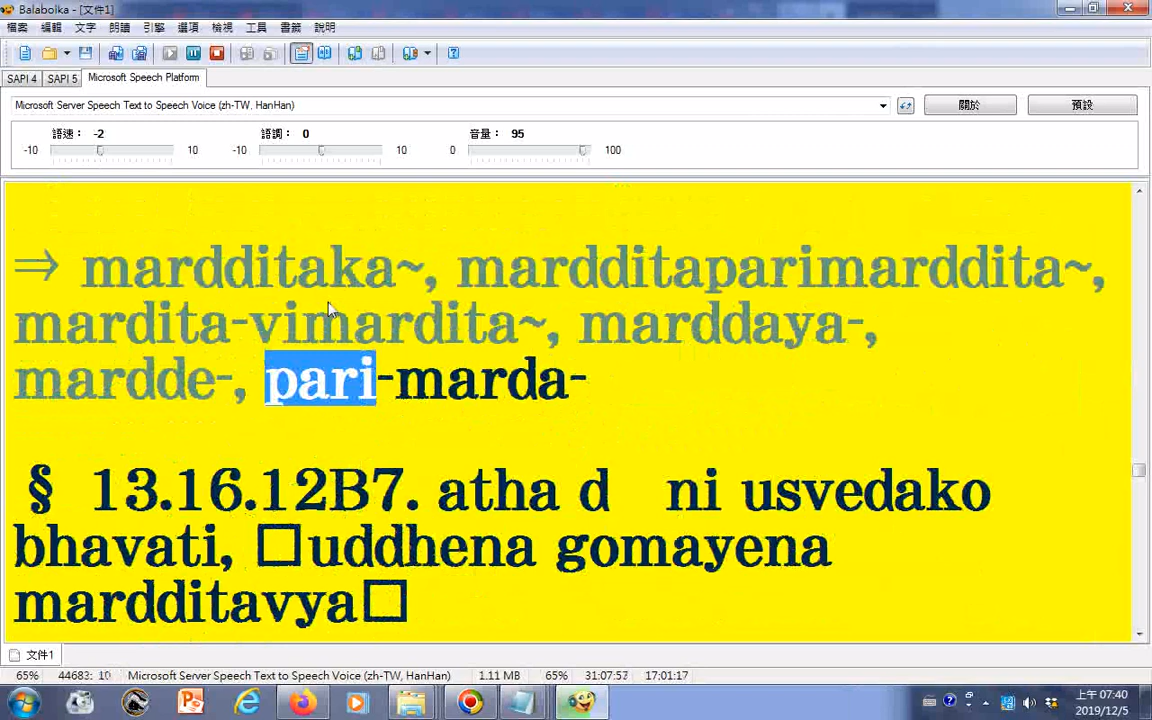 Balabolka - [文件1]
檔案 編輯 文字 朗讀 引擎 選項 檢視 工具 書籤 說明
SAPI 4 SAPI 5 Microsoft Speech Platform
Microsoft Server Speech Text to Speech Voice (zh-TW, HanHan) 關於 預設
語速： -2 語調： 0 音量： 95
-10 10 -10 10 0 100
⇒ mardditaka~, mardditaparimarddita~,
mardita-vimardita~, marddaya-,
mardde-, pari-marda-
§ 13.16.12B7. atha d ni usvedako
bhavati, □uddhena gomayena
mardditavya□
文件1
65% 44683: 10 Microsoft Server Speech Text to Speech Voice (zh-TW, HanHan) 1.11 MB 65% 31:07:57 17:01:17
上午 07:40
2019/12/5